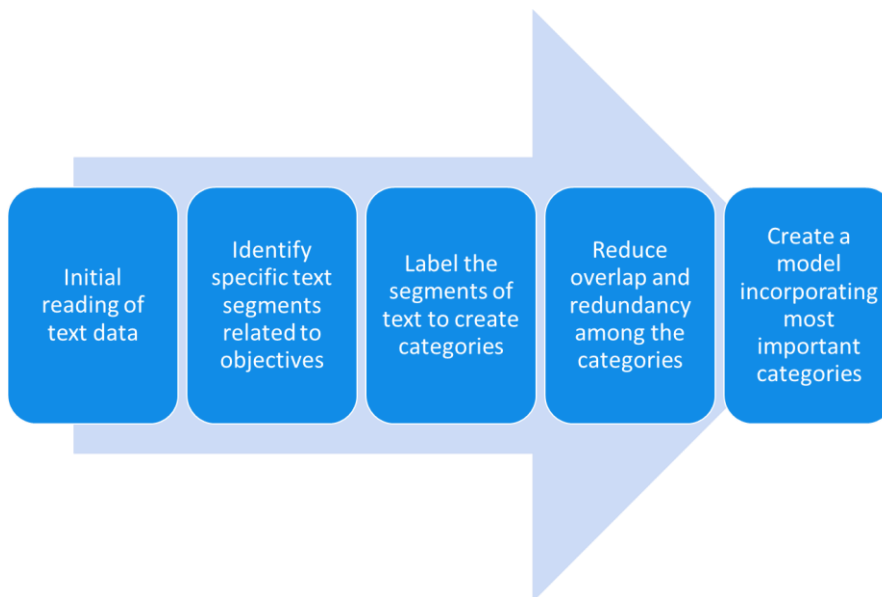 Initial
reading of
text data
Identify
specific text
segments
related to
objectives
Label the
segments of
text to create
categories
Reduce
overlap and
redundancy
among the
categories
Create a
model
incorporating
most
important
categories